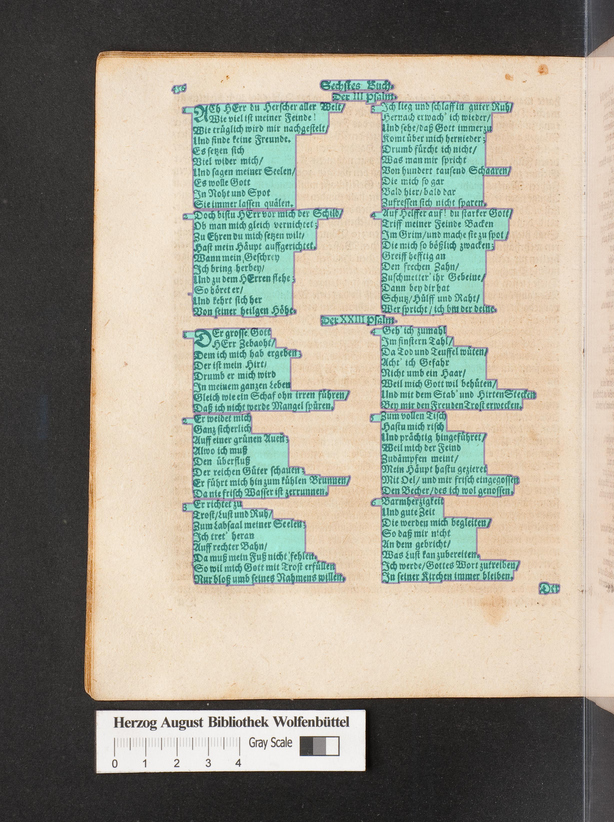 Sechstes Buch
Der III Psalm.
ACh HErr du Herscher aller Welt/
Wie viel ist meiner Feinde!
Wie trüglich wird mir nachgestelt/
Und finde keine Freunde.
Es setzen sich
Viel wider mich/
Und sagen meiner Seelen/
Es wolle Gott
In Noht und Spot
Sie immer lassen quälen.
Doch bistu HErr vor mich der Schild/
Ob man mich gleich vernichtet;
Zu Ehren du mich setzen wilt/
Hast mein Häupt auffgerichtet.
Wann mein Geschrey
Ich bring herbey/
Und zu dem HErren flehe;
So höret er/
Und kehrt sich her
Von seiner heilgen Höhe.
Ich lieg und schlaff in guter Ruh/
Hernach erwach' ich wieder/
Und sehe/daß Gott immerzu
Komt über mich hernieder;
Drumb fürcht ich nicht/
Was man mir spricht
Von hundert tausend Schaaren/
Die mich so gar
Bald hier/bald dar
Zufressen sich nicht sparen.
Auf Helffer auf! du starker Gott/
Triff meiner Feinde Backen
Im Grim/und mache sie zu spot/
Die mich so bößlich zwacken;
Greiff hefftig an
Den frechen Zahn/
Zuschmetter' ihr Gebeine/
Dann bey dir hat
Schutz/Hülff und Raht/
Wer spricht/ich bin der deine.
Der XXIII Psalm.
DEr grosse Gott
HErr Zebaoht/
Dem ich mich hab ergeben;
Der ist mein Hirt/
Drumb er mich wird
In meinem ganzen Leben
Gleich wie ein Schaf ohn irren führen/
Daß ich nicht werde Mangel spüren.
Er weidet mich
Ganz sicherlich
Auff einer grünen Auen;
Alwo ich muß
Den überfluß
Der reichen Güter schauen
Er führt mich hin zum kühlen Brunnen/
Da nie frisch Wasser ist zerrunnen.
Er richtet zu
Trost/Lust und Ruh/
Zum Labsaal meiner Seelen;
Ich tret' heran
Auff rechter Bahn/
Da muß mein Fuß nicht fehlen.
So wil mich Gott mit Trost erfüllen
Nur bloß umb seines Nahmens willen.
Geh' ich zumahl
Im finstern Tahl/
Da Tod und Teuffel wüten/
Acht' ich Gefahr
Nicht umb ein Haar/
Weil mich Gott wil behüten/
Und mit dem Stab' und Hirten Stecken
Bey mir den Freuden Trost erwecken.
Zum vollen Tisch
Hastu mich risch
Und prächtig hingeführet/
Weil mich der Feind
Zudämpfen meint/
Mein Häupt hastu gezieret
Mit Oel/ und mir frisch eingegossen
Den Becher/des ich wol genossen.
Barmherzigkeit
Und gute Zeit
Die werden mich begleiten/
So daß mir nicht
An dem gebricht/
Was Lust kan zubereiten.
Ich werde/Gottes Wort zutreiben/
In seiner Kirchen immer bleiben.
Der
Herzog August Bibliothek Wolfenbüttel
Gray Scale
0 1 2 3 4